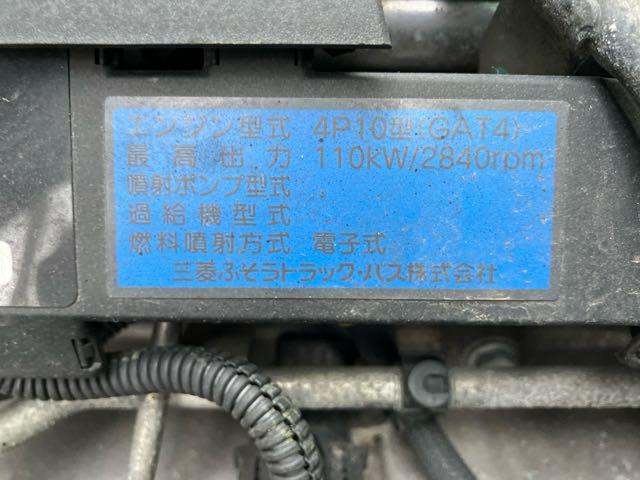 エンジン型式 4P10型(GAT4)
最高出力 110kW/2840rpm
噴射ポンプ型式
過給機型式
燃料噴射方式 電子式
三菱ふそうトラック・バス株式会社